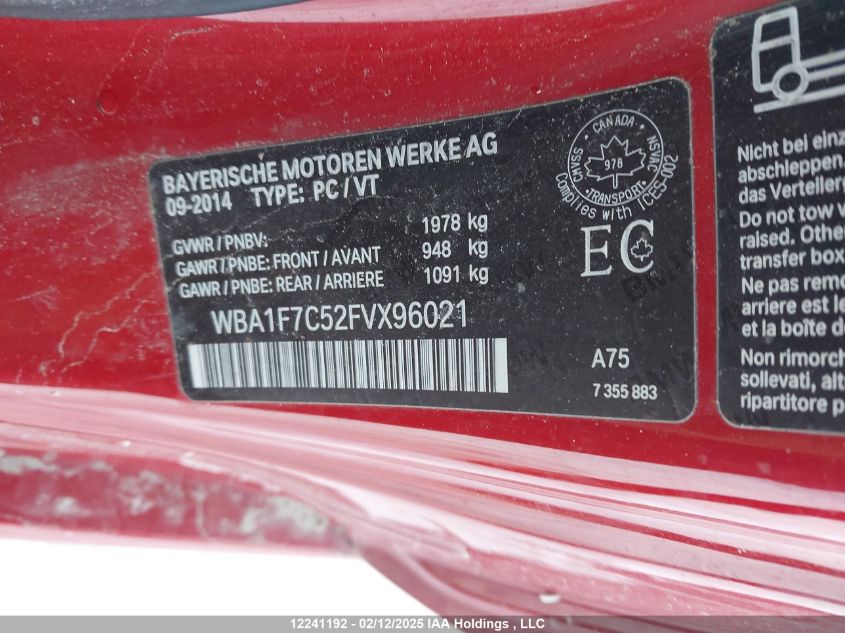 BAYERISCHE MOTOREN WERKE AG
09-2014 TYPE: PC / VT
GVWR / PNBV: 1978 kg
GAWR / PNBE: FRONT / AVANT 948 kg
GAWR / PNBE: REAR / ARRIERE 1091 kg
WBA1F7C52FVX96021
CANADA
CMVSS NSVAC
978
TRANSPORT
Complies with ICES-002
EC
A75
7 355 883
Nicht bei einz
abschleppen.
das Verteiler
Do not tow w
raised. Othe
transfer box
Ne pas remo
arriere est le
et la boîte d
Non rimorch
sollevati, alt
ripartitore p
12241192 - 02/12/2025 IAA Holdings, LLC